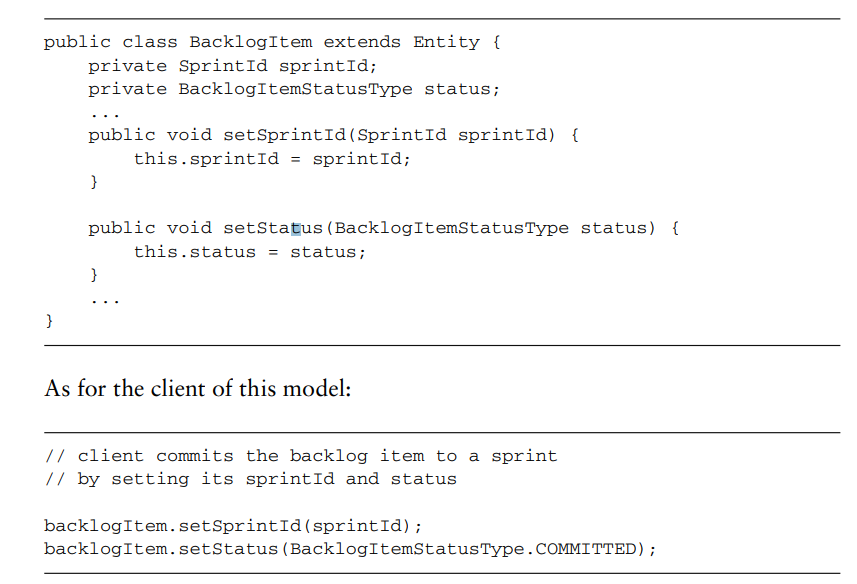 public class BacklogItem extends Entity {
    private SprintId sprintId;
    private BacklogItemStatusType status;
    ...
    public void setSprintId(SprintId sprintId) {
        this.sprintId = sprintId;
    }

    public void setStatus(BacklogItemStatusType status) {
        this.status = status;
    }
    ...
}
As for the client of this model:
// client commits the backlog item to a sprint
// by setting its sprintId and status

backlogItem.setSprintId(sprintId);
backlogItem.setStatus(BacklogItemStatusType.COMMITTED);